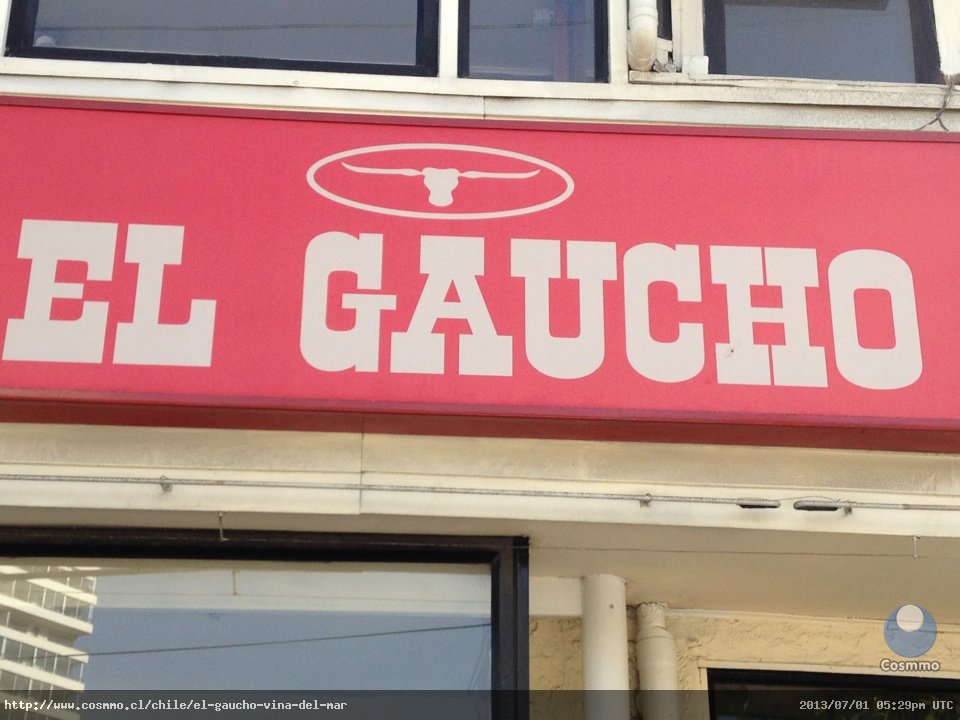 EL GAUCHO
Cosmmo
http://www.cosmmo.cl/chile/el-gaucho-vina-del-mar
2013/07/01 05:29pm UTC